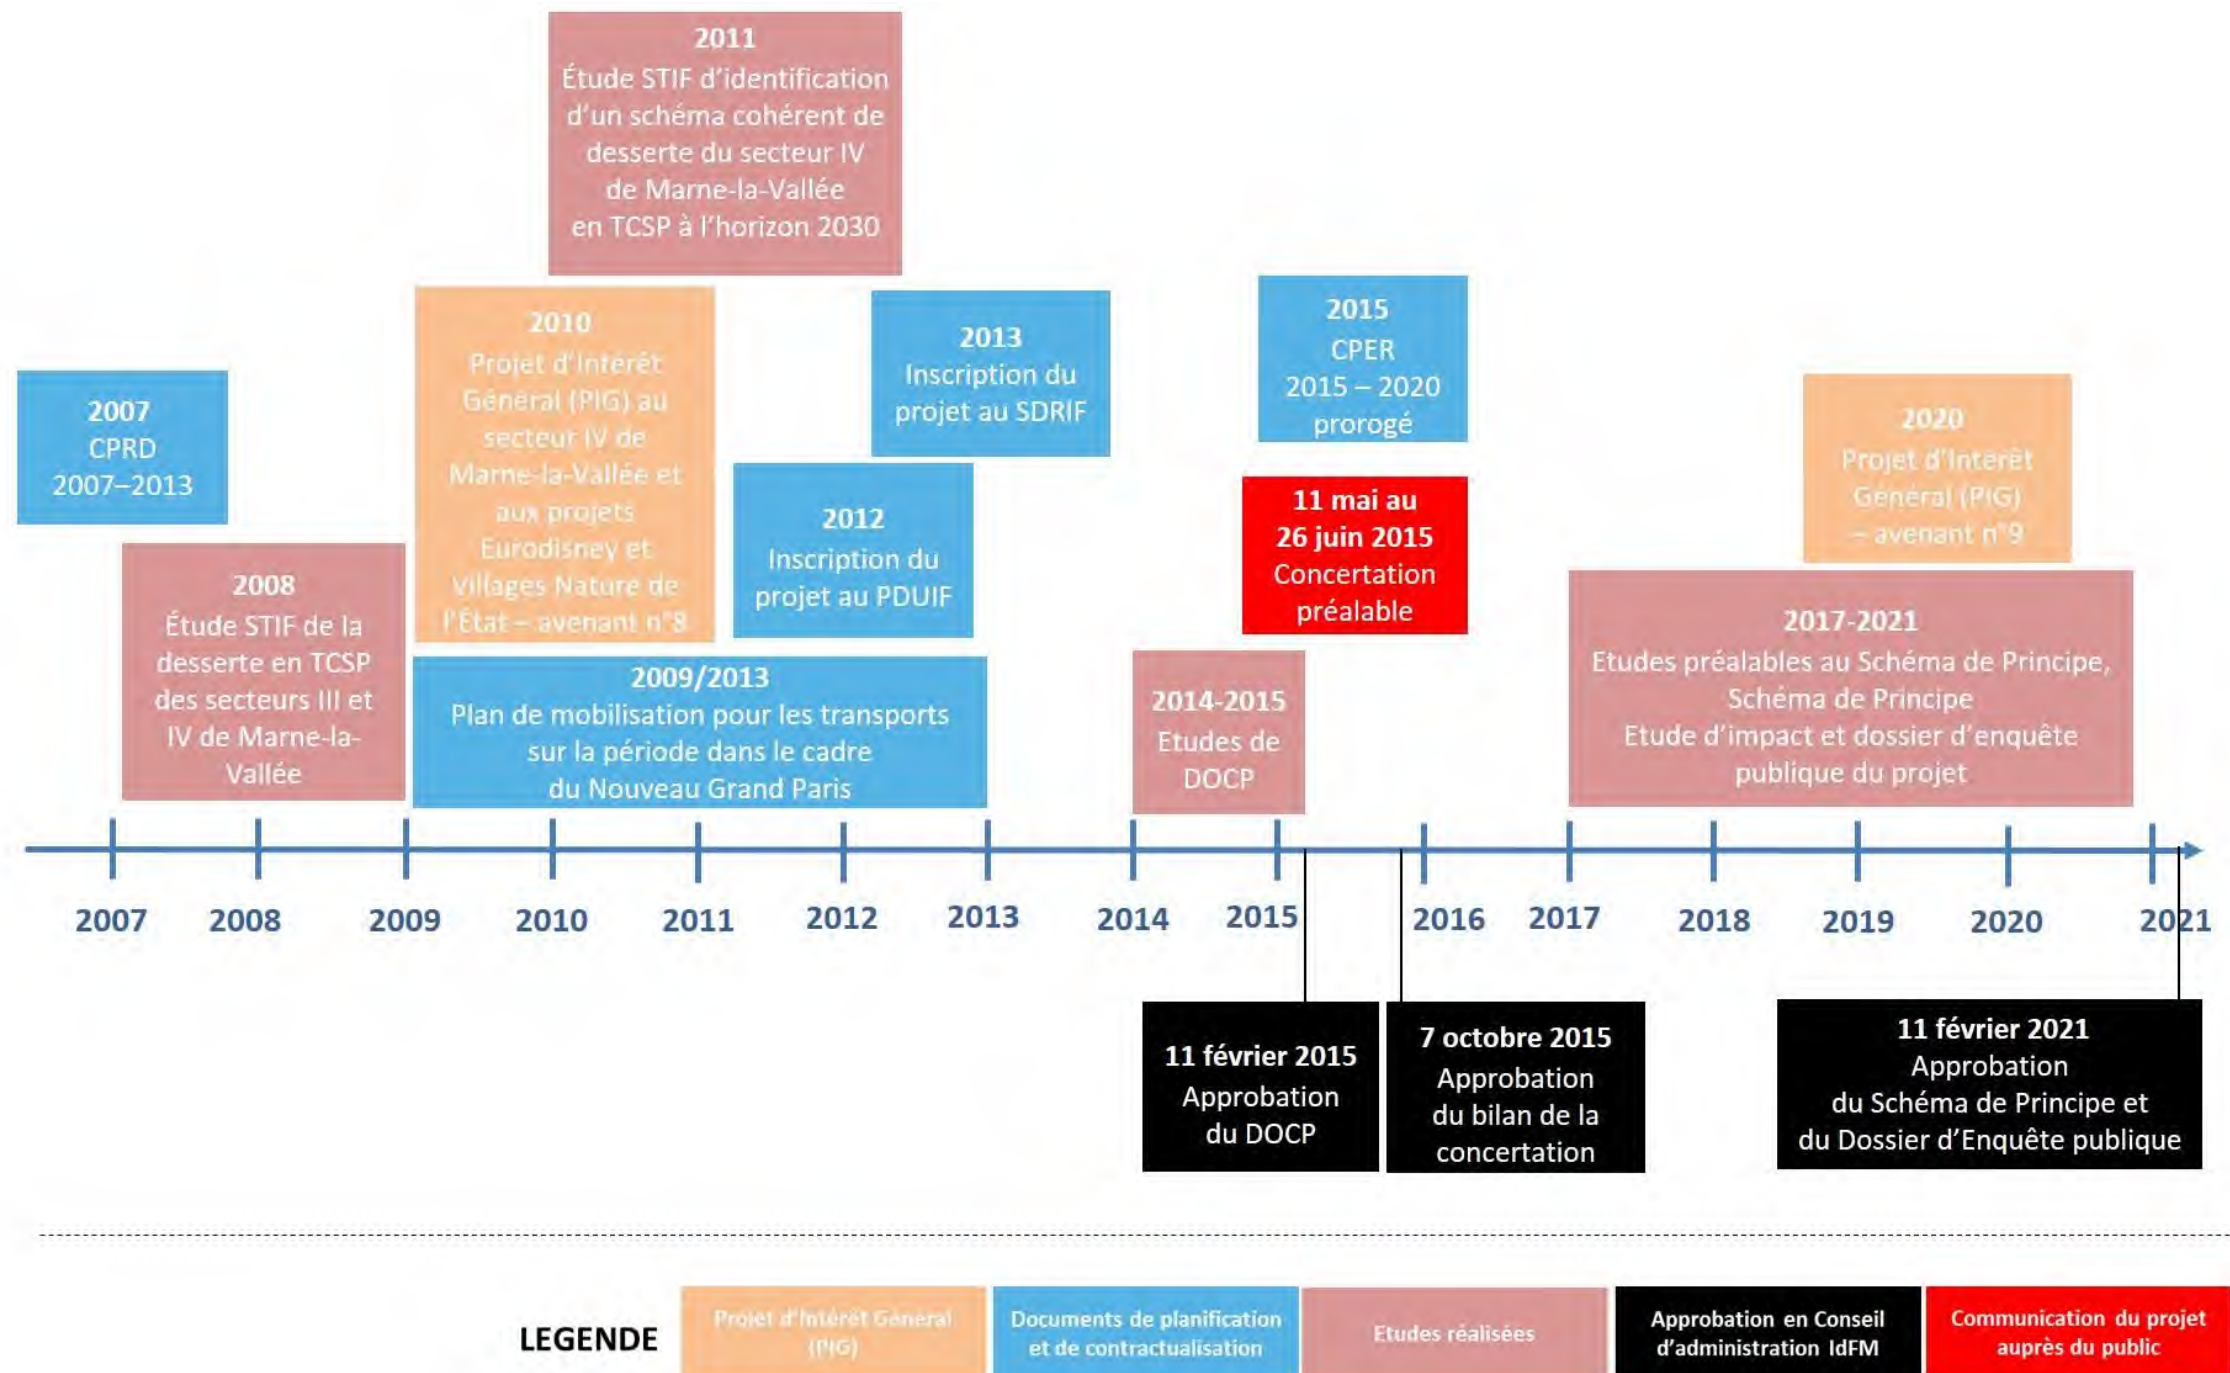 2011
Étude STIF d'identification
d'un schéma cohérent de
desserte du secteur IV
de Marne-la-Vallée
en TCSP à l'horizon 2030
2010
Projet d'Intérêt
Général (PIG) au
secteur IV de
Marne-la-Vallée et
aux projets
Eurodisney et
Villages Nature de
l'État – avenant n°8
2013
Inscription du
projet au SDRIF
2015
CPER
2015 – 2020
prorogé
2007
CPRD
2007–2013
2020
Projet d'Intérêt
Général (PIG)
– avenant n°9
2012
Inscription du
projet au PDUIF
11 mai au
26 juin 2015
Concertation
préalable
2008
Étude STIF de la
desserte en TCSP
des secteurs III et
IV de Marne-la-
Vallée
2009/2013
Plan de mobilisation pour les transports
sur la période dans le cadre
du Nouveau Grand Paris
2014-2015
Etudes de
DOCP
2017-2021
Etudes préalables au Schéma de Principe,
Schéma de Principe
Etude d'impact et dossier d'enquête
publique du projet
2007 2008 2009 2010 2011 2012 2013 2014 2015 2016 2017 2018 2019 2020 2021
11 février 2015
Approbation
du DOCP
7 octobre 2015
Approbation
du bilan de la
concertation
11 février 2021
Approbation
du Schéma de Principe et
du Dossier d'Enquête publique
LEGENDE
Projet d'Intérêt Général
(PIG)
Documents de planification
et de contractualisation
Etudes réalisées
Approbation en Conseil
d'administration IdFM
Communication du projet
auprès du public